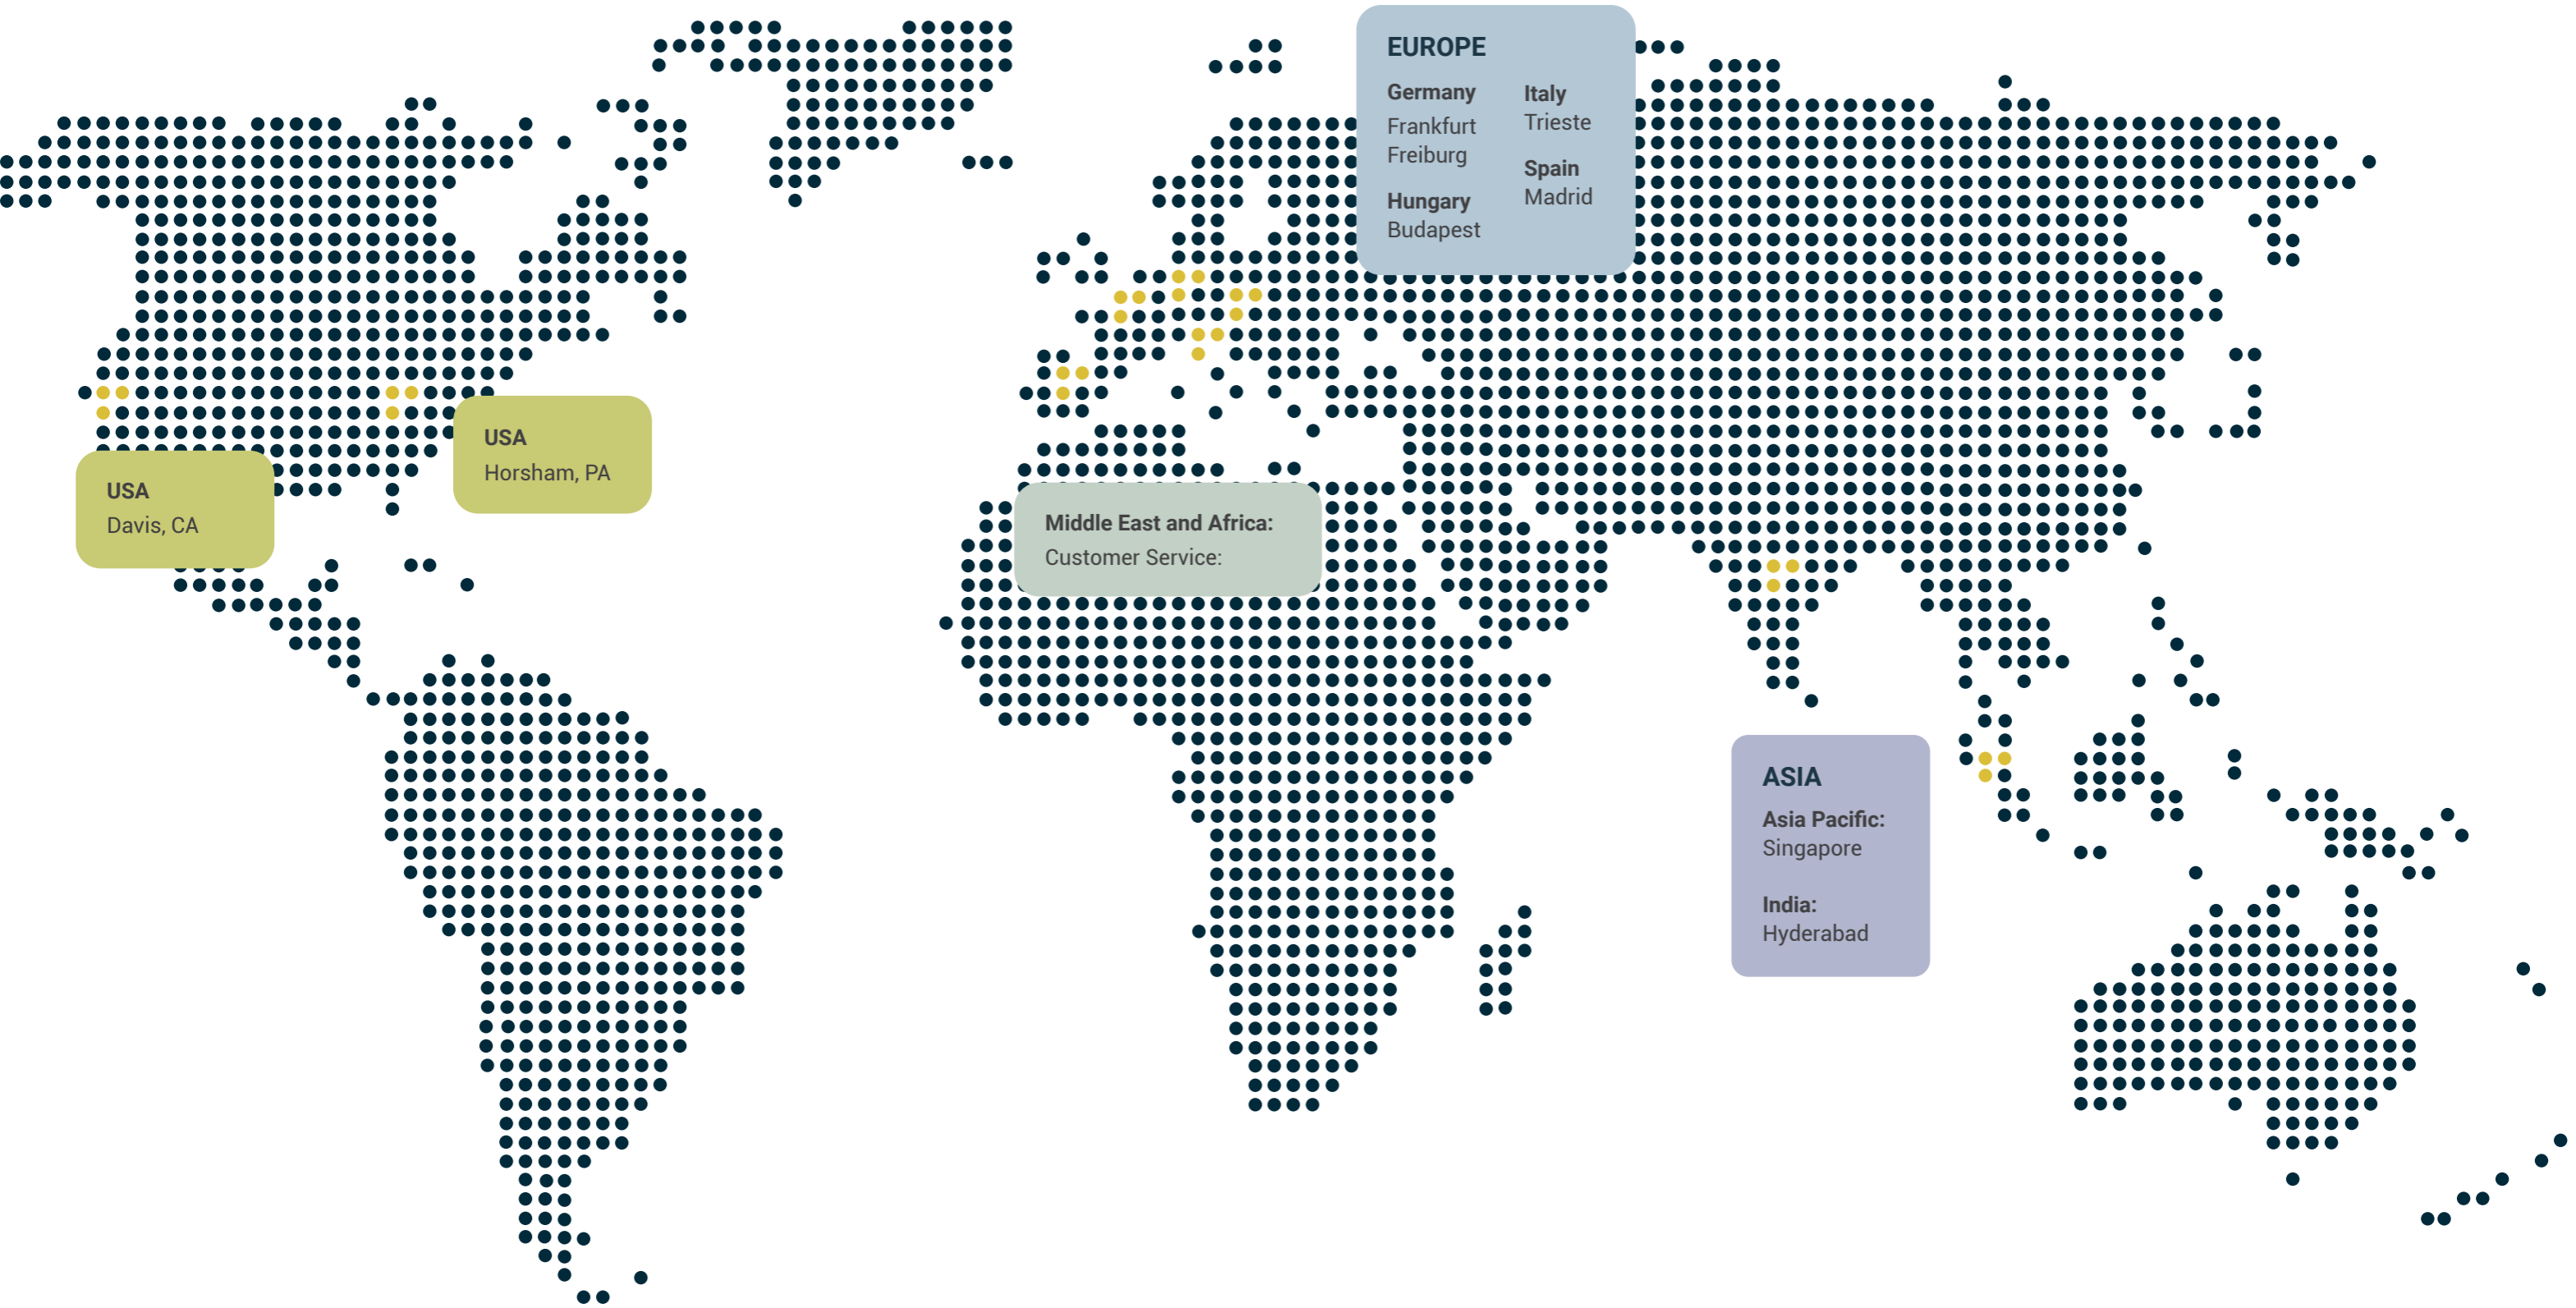 EUROPE
Germany
Frankfurt
Freiburg
Hungary
Budapest
Italy
Trieste
Spain
Madrid
USA
Horsham, PA
USA
Davis, CA
Middle East and Africa:
Customer Service:
ASIA
Asia Pacific:
Singapore
India:
Hyderabad